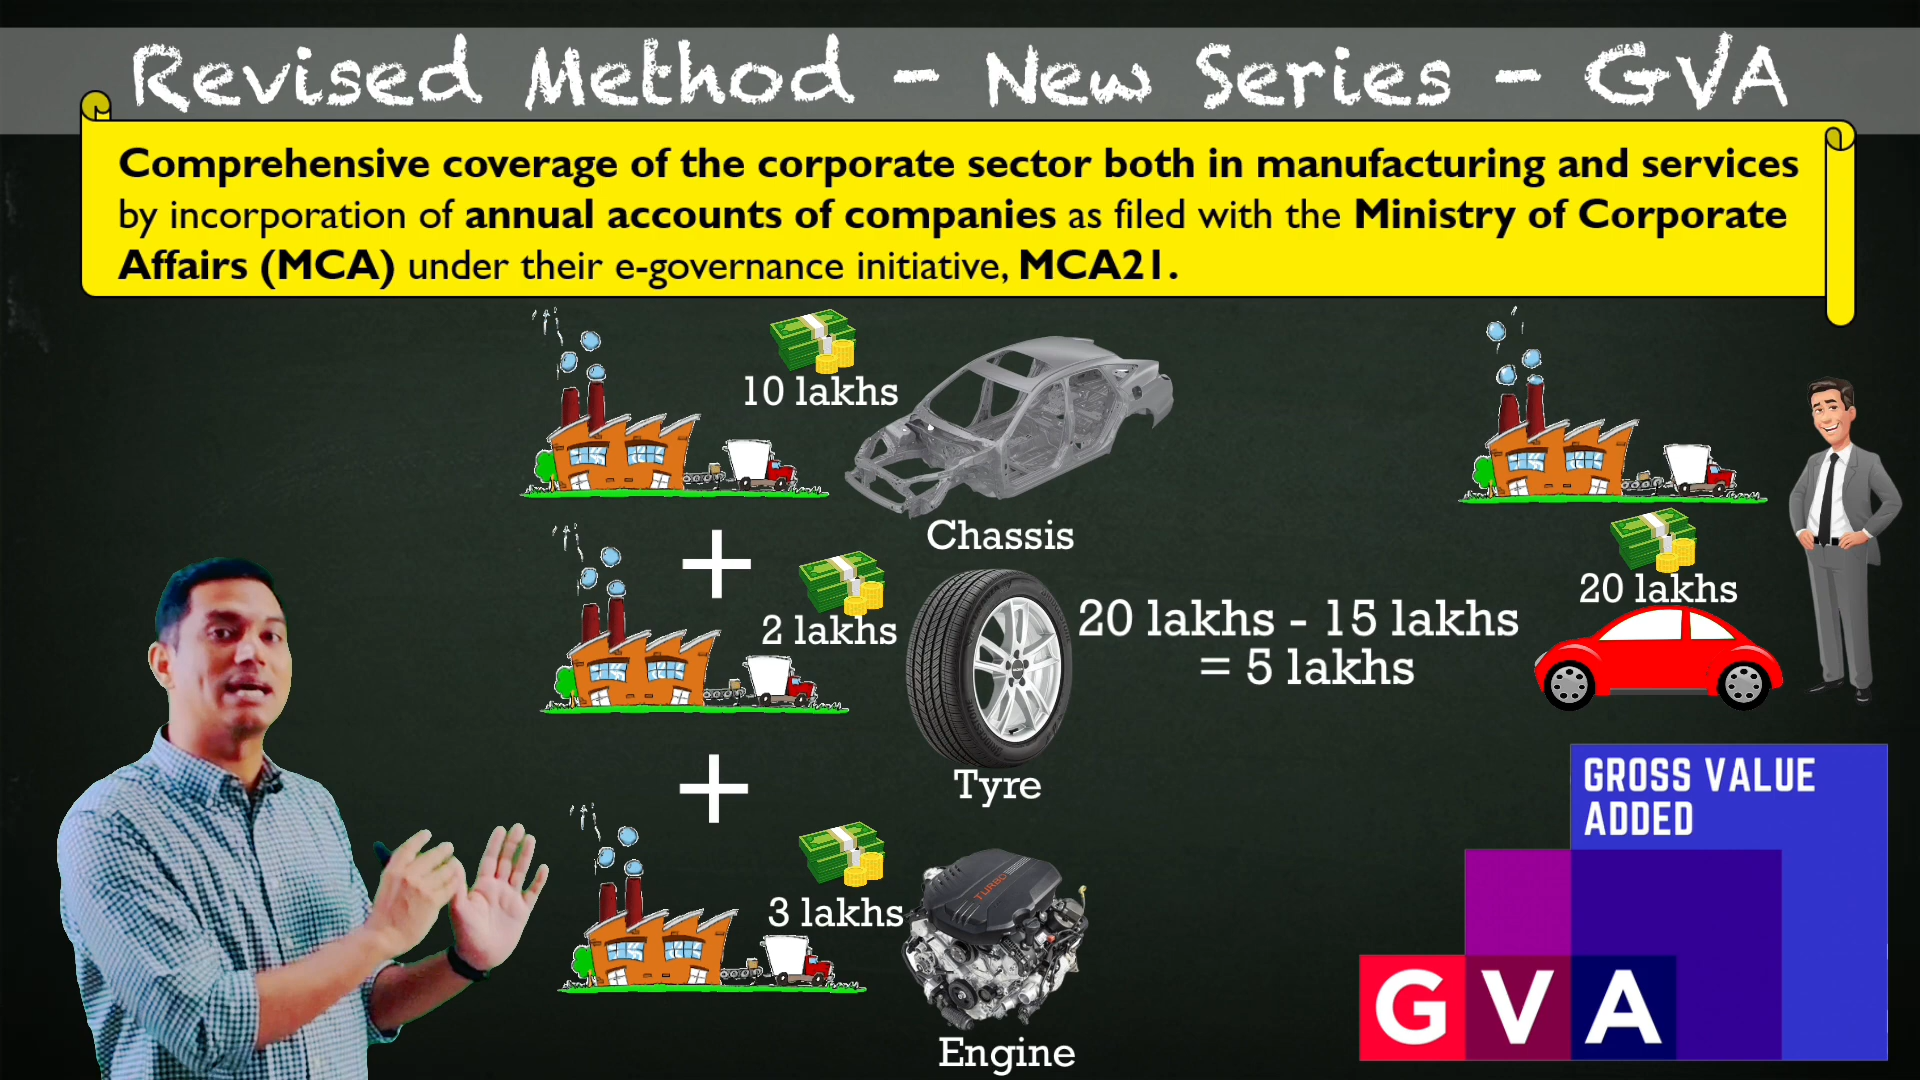 Revised Method - New Series - GVA
Comprehensive coverage of the corporate sector both in manufacturing and services
by incorporation of annual accounts of companies as filed with the Ministry of Corporate
Affairs (MCA) under their e-governance initiative, MCA21.
10 lakhs
Chassis
+
2 lakhs
Tyre
20 lakhs - 15 lakhs
= 5 lakhs
20 lakhs
+
3 lakhs
TURBO
Engine
GROSS VALUE
ADDED
GVA